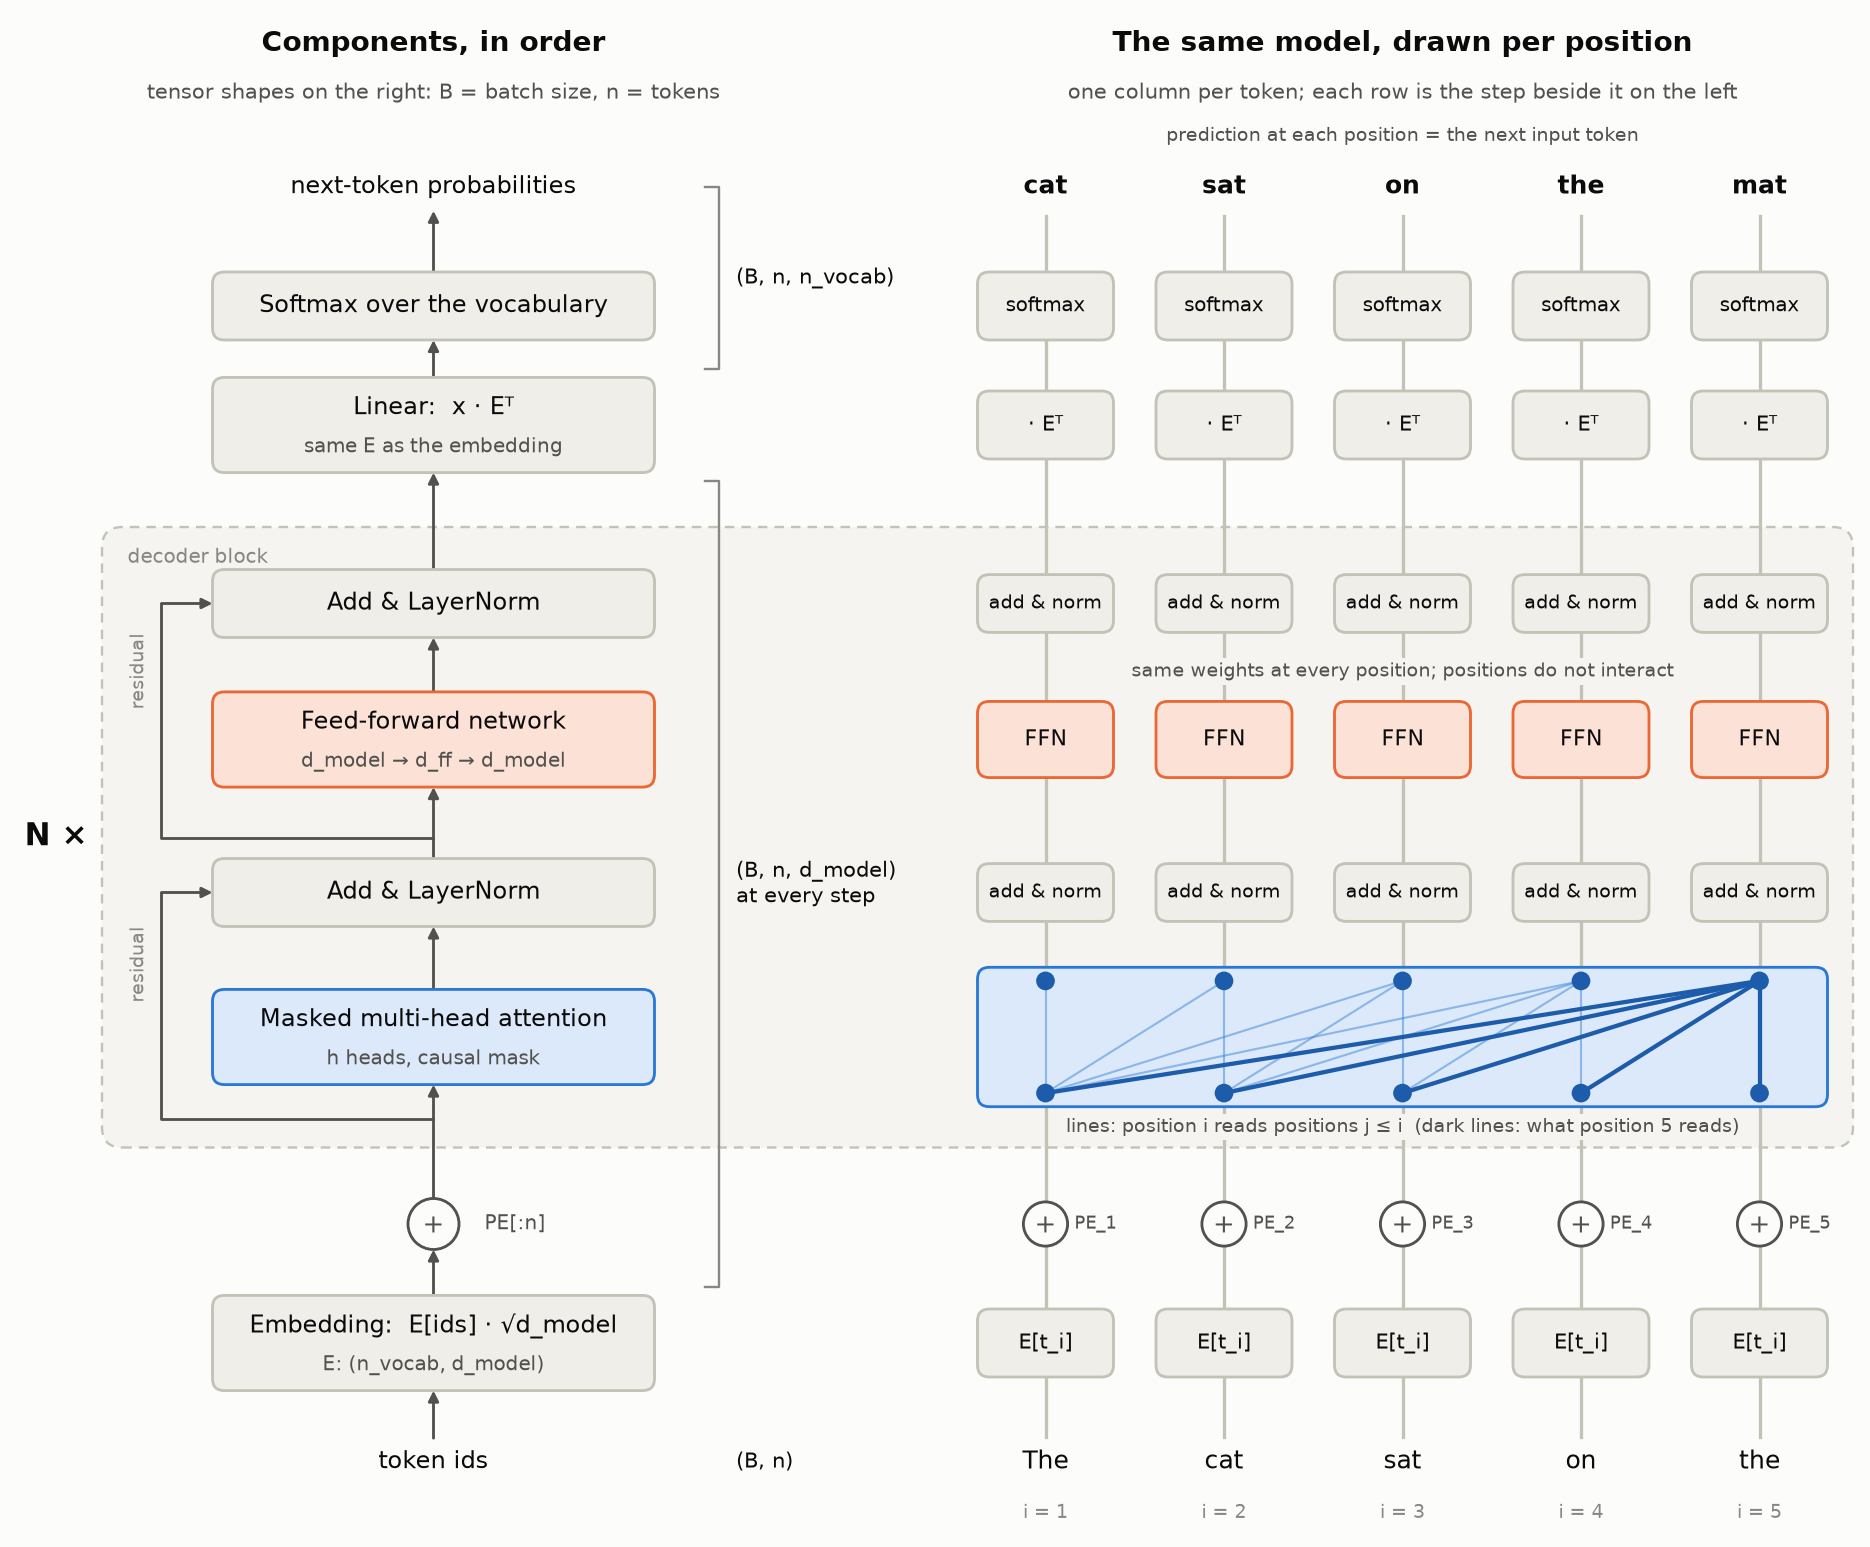 Components, in order
tensor shapes on the right: B = batch size, n = tokens
next-token probabilities
Softmax over the vocabulary
(B, n, n_vocab)
Linear:  x · Eᵀ
same E as the embedding
decoder block
Add & LayerNorm
residual
Feed-forward network
d_model → d_ff → d_model
N ×
Add & LayerNorm
(B, n, d_model)
at every step
residual
Masked multi-head attention
h heads, causal mask
+ PE[:n]
Embedding:  E[ids] · √d_model
E: (n_vocab, d_model)
token ids
(B, n)
The same model, drawn per position
one column per token; each row is the step beside it on the left
prediction at each position = the next input token
cat sat on the mat
softmax softmax softmax softmax softmax
· Eᵀ · Eᵀ · Eᵀ · Eᵀ · Eᵀ
add & norm add & norm add & norm add & norm add & norm
same weights at every position; positions do not interact
FFN FFN FFN FFN FFN
add & norm add & norm add & norm add & norm add & norm
lines: position i reads positions j ≤ i  (dark lines: what position 5 reads)
+ PE_1 + PE_2 + PE_3 + PE_4 + PE_5
E[t_i] E[t_i] E[t_i] E[t_i] E[t_i]
The cat sat on the
i = 1 i = 2 i = 3 i = 4 i = 5